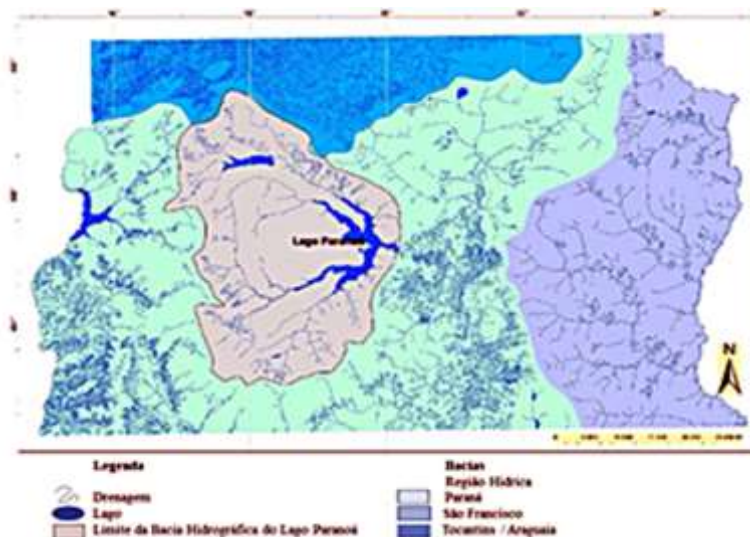 Lago Paranoá
N
Legenda
Drenagem
Lago
Limite da Bacia Hidrográfica do Lago Paranoá
Bacias
Região Hídrica
Paraná
São Francisco
Tocantins / Araguaia